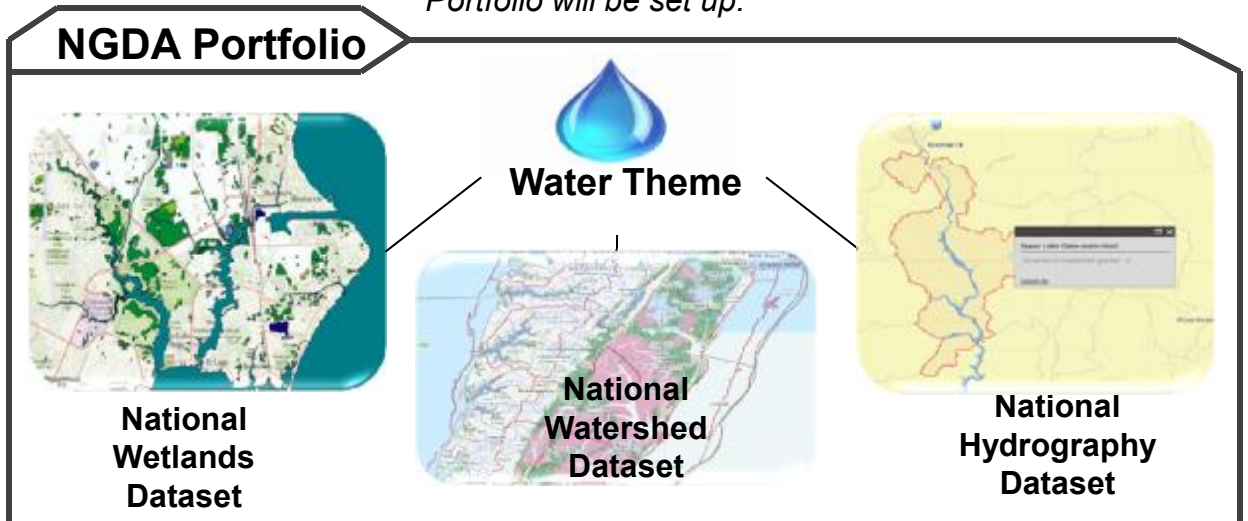 Portfolio will be set up.
NGDA Portfolio
Water Theme
National
Wetlands
Dataset
National
Watershed
Dataset
National
Hydrography
Dataset